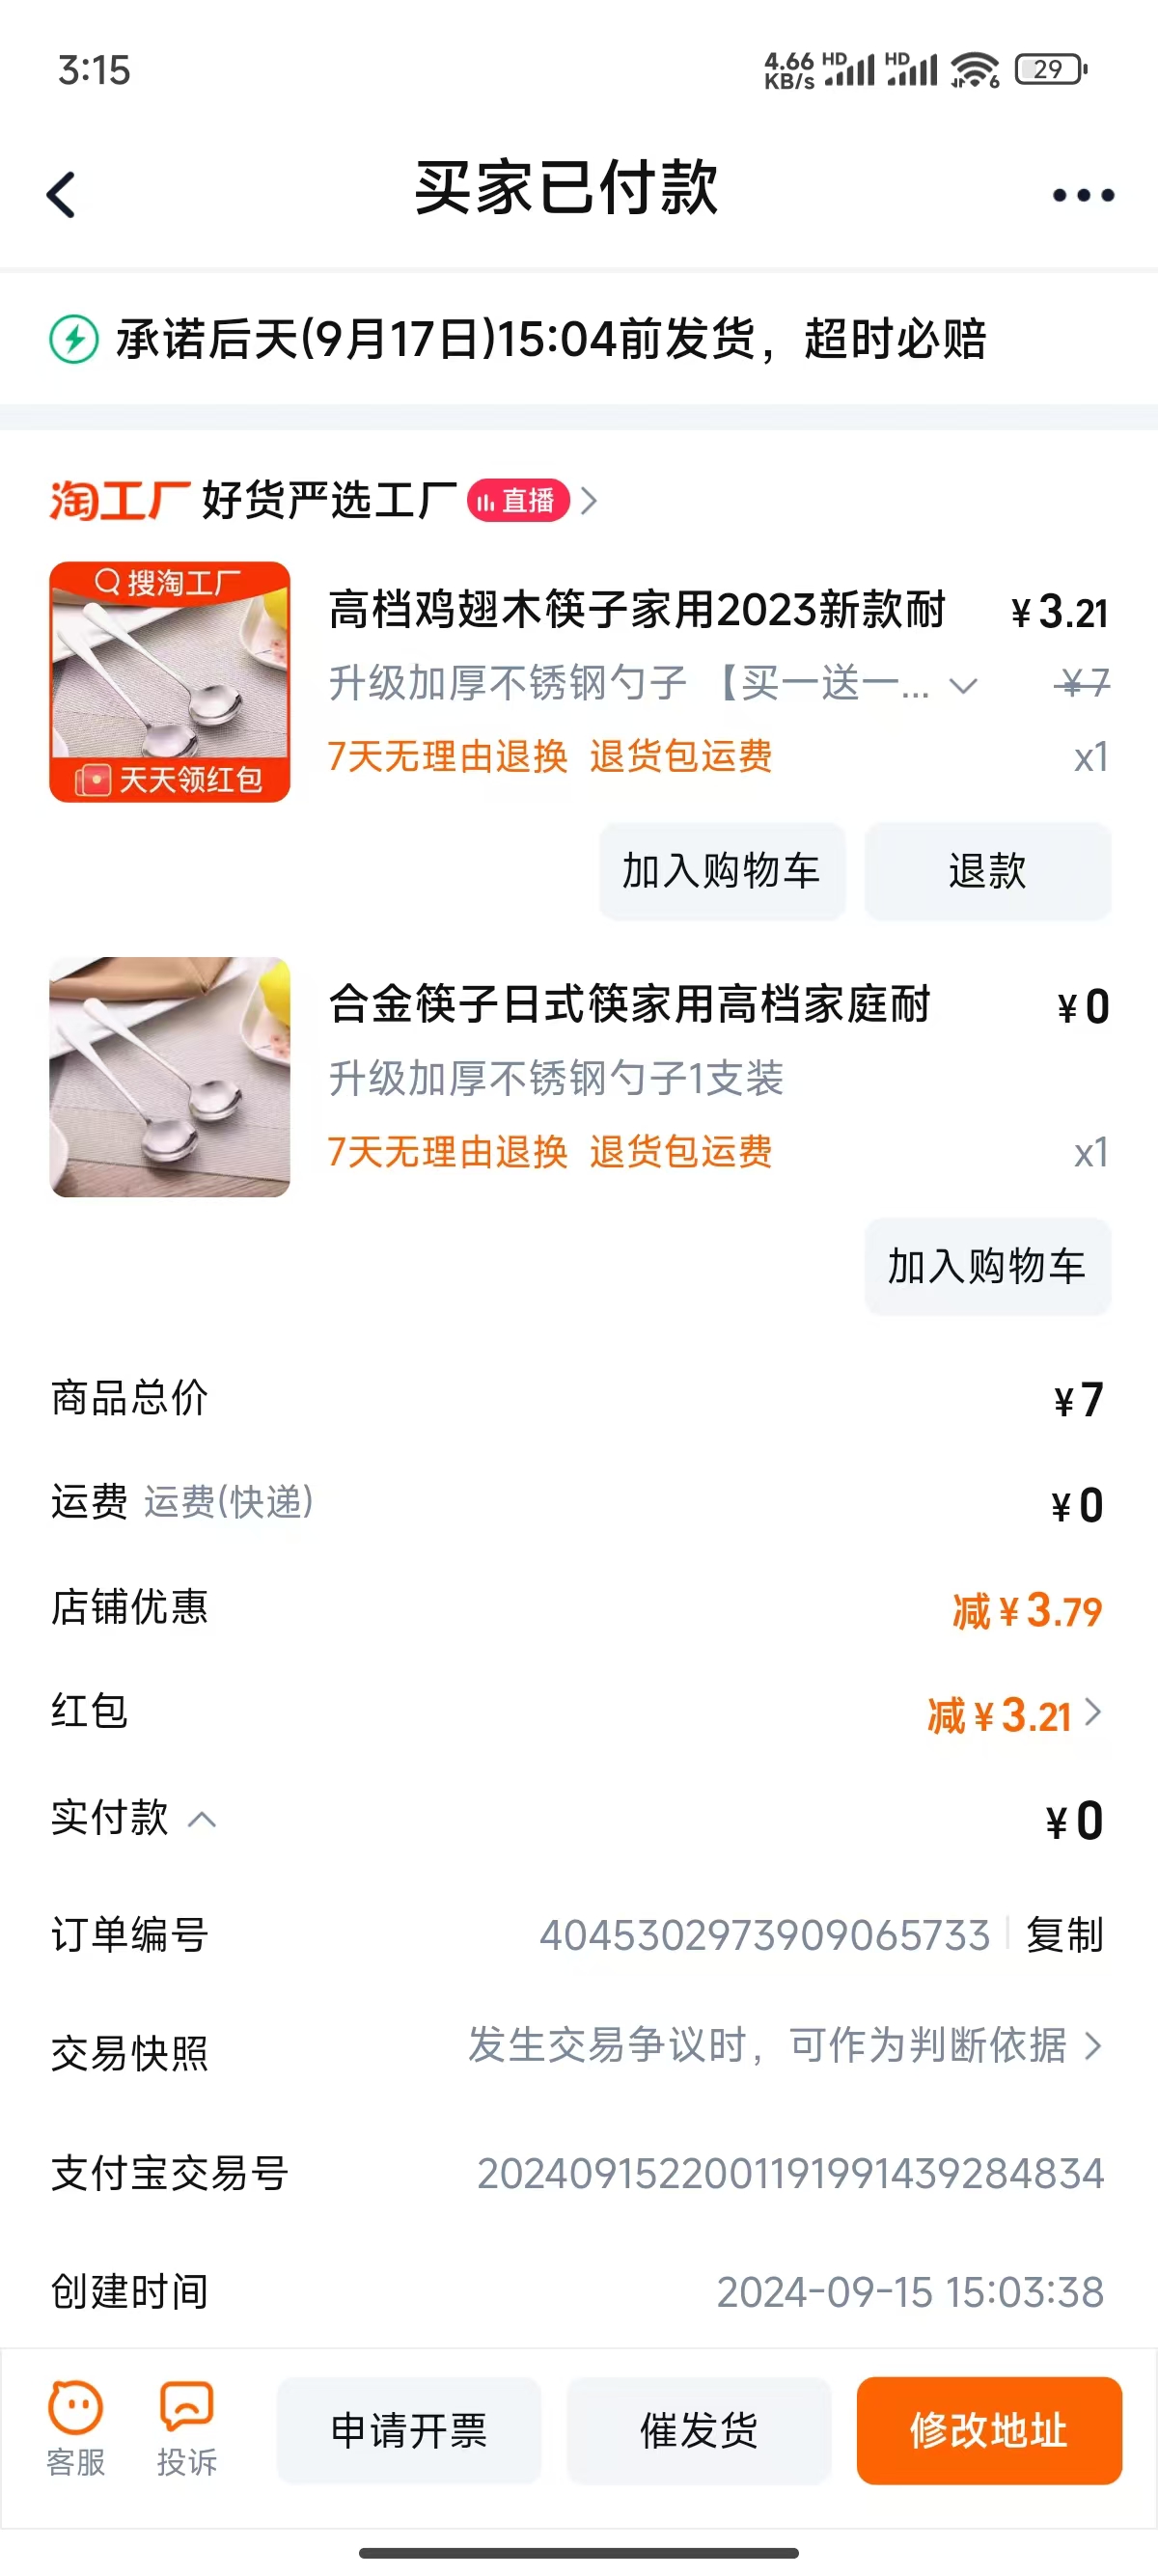 3:15
4.66 KB/s HD HD 6 29
买家已付款
承诺后天(9月17日)15:04前发货，超时必赔
淘工厂 好货严选工厂 直播
搜淘工厂
天天领红包
高档鸡翅木筷子家用2023新款耐 ¥3.21
升级加厚不锈钢勺子 【买一送一... ¥7
7天无理由退换 退货包运费 x1
加入购物车 退款
合金筷子日式筷家用高档家庭耐 ¥0
升级加厚不锈钢勺子1支装
7天无理由退换 退货包运费 x1
加入购物车
商品总价 ¥7
运费 运费(快递) ¥0
店铺优惠 减¥3.79
红包 减¥3.21
实付款 ¥0
订单编号 4045302973909065733 复制
交易快照 发生交易争议时，可作为判断依据
支付宝交易号 2024091522001191991439284834
创建时间 2024-09-15 15:03:38
客服 投诉 申请开票 催发货 修改地址